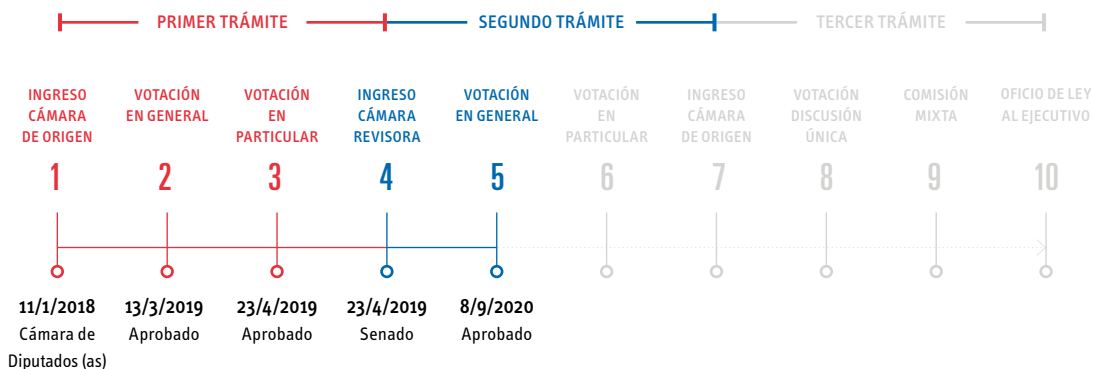 PRIMER TRÁMITE
SEGUNDO TRÁMITE
TERCER TRÁMITE
INGRESO
CÁMARA
DE ORIGEN
VOTACIÓN
EN GENERAL
VOTACIÓN
EN
PARTICULAR
INGRESO
CÁMARA
REVISORA
VOTACIÓN
EN GENERAL
VOTACIÓN
EN
PARTICULAR
INGRESO
CÁMARA
DE ORIGEN
VOTACIÓN
DISCUSIÓN
ÚNICA
COMISIÓN
MIXTA
OFICIO DE LEY
AL EJECUTIVO
1
2
3
4
5
6
7
8
9
10
11/1/2018
Cámara de
Diputados (as)
13/3/2019
Aprobado
23/4/2019
Aprobado
23/4/2019
Senado
8/9/2020
Aprobado